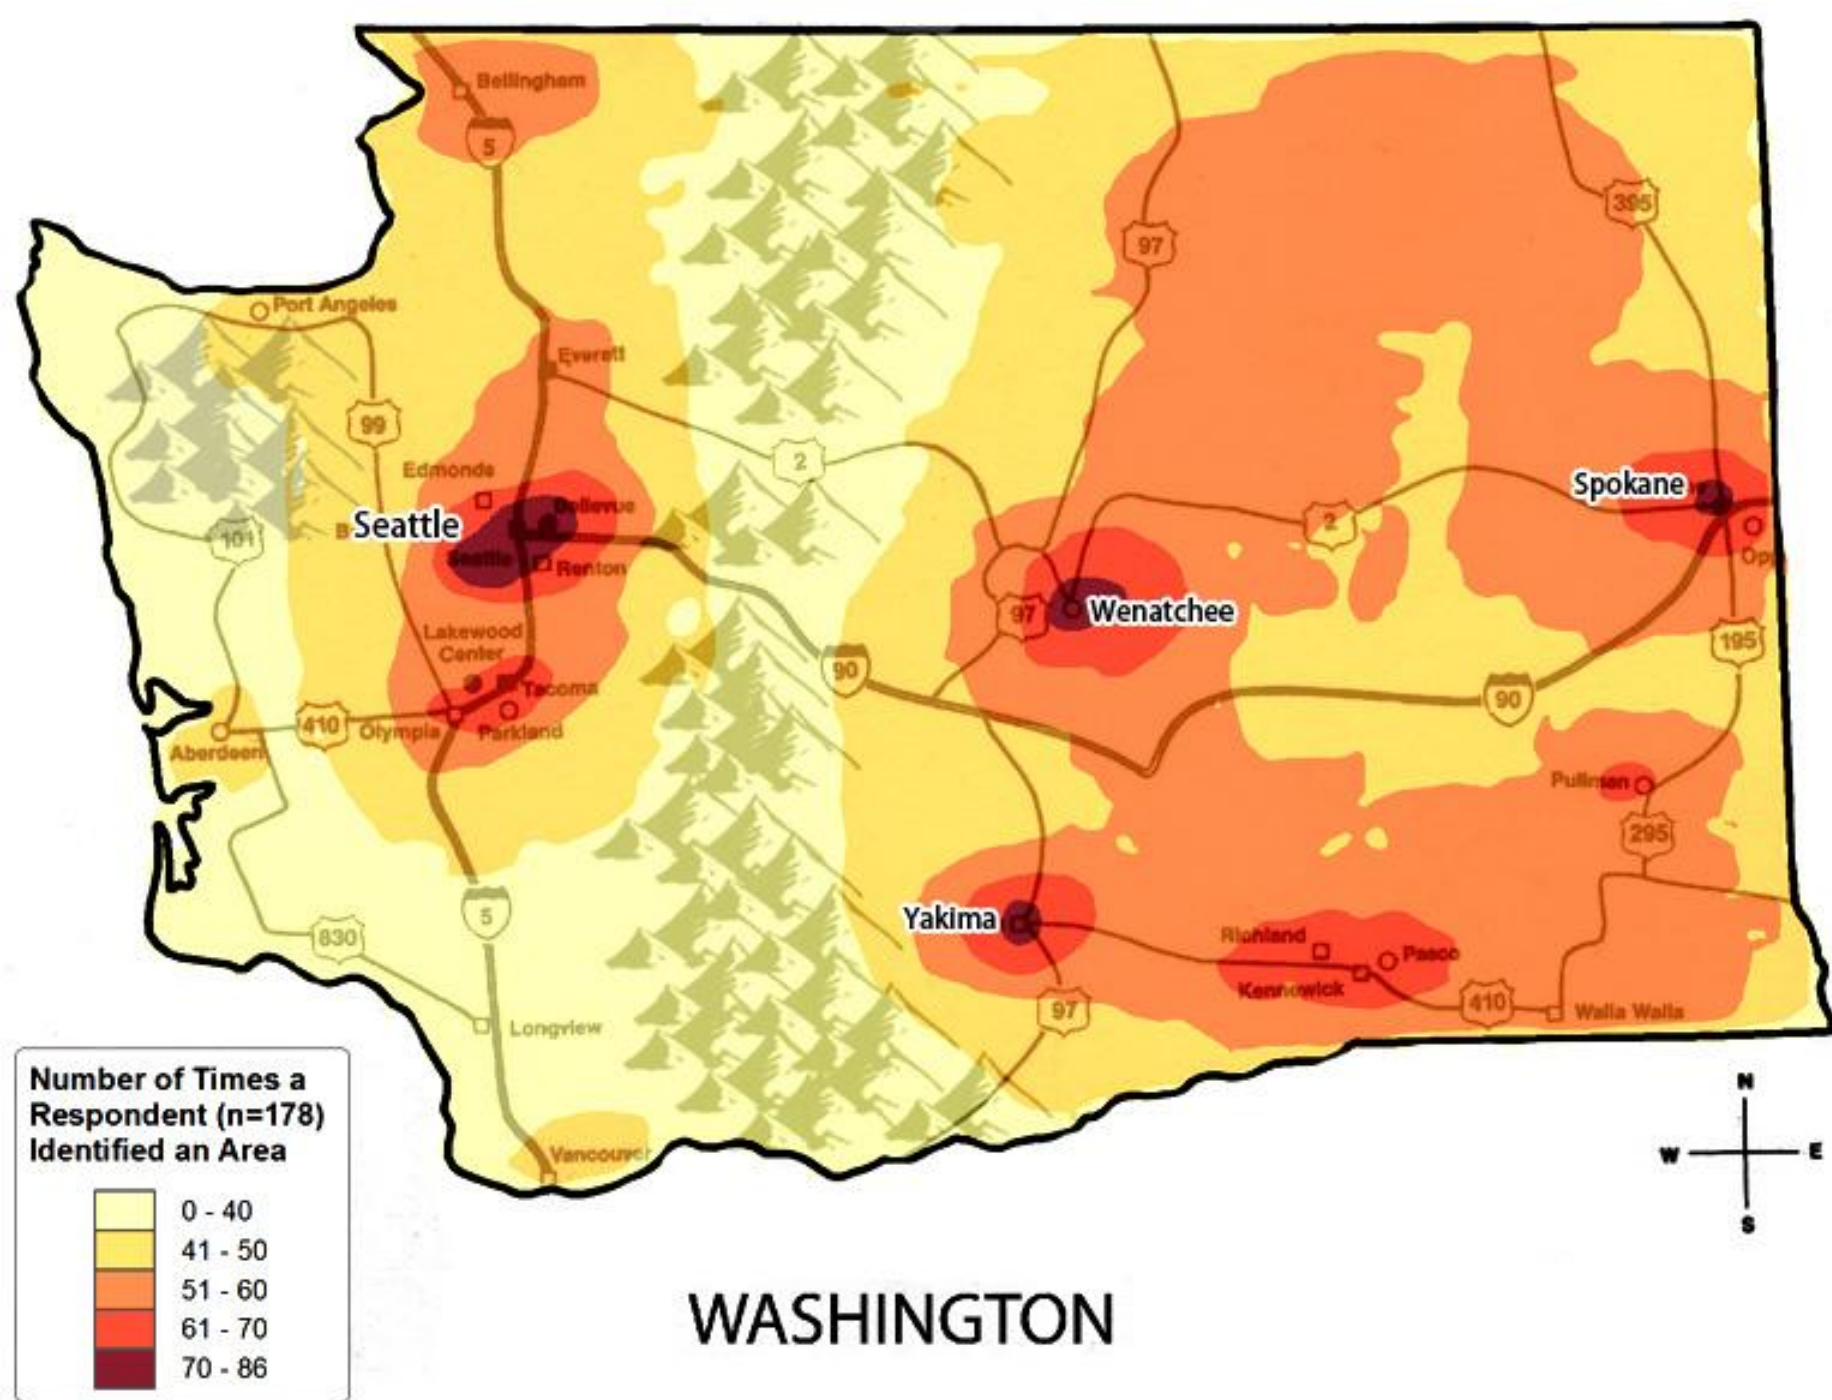 Bellingham
5
395
97
Port Angeles
Everett
99
2
Edmonds
Spokane
Bellevue
Seattle
2
101
B
Seattle
Renton
Opp
Wenatchee
97
Lakewood
Center
195
90
Tacoma
90
410
Olympia
Parkland
Aberdeen
Pullman
295
Yakima
5
830
Richland
Pasco
Kennewick
97
410
Walla Walla
Longview
Number of Times a
Respondent (n=178)
Identified an Area
0 - 40
41 - 50
51 - 60
61 - 70
70 - 86
Vancouver
N
W
E
S
WASHINGTON